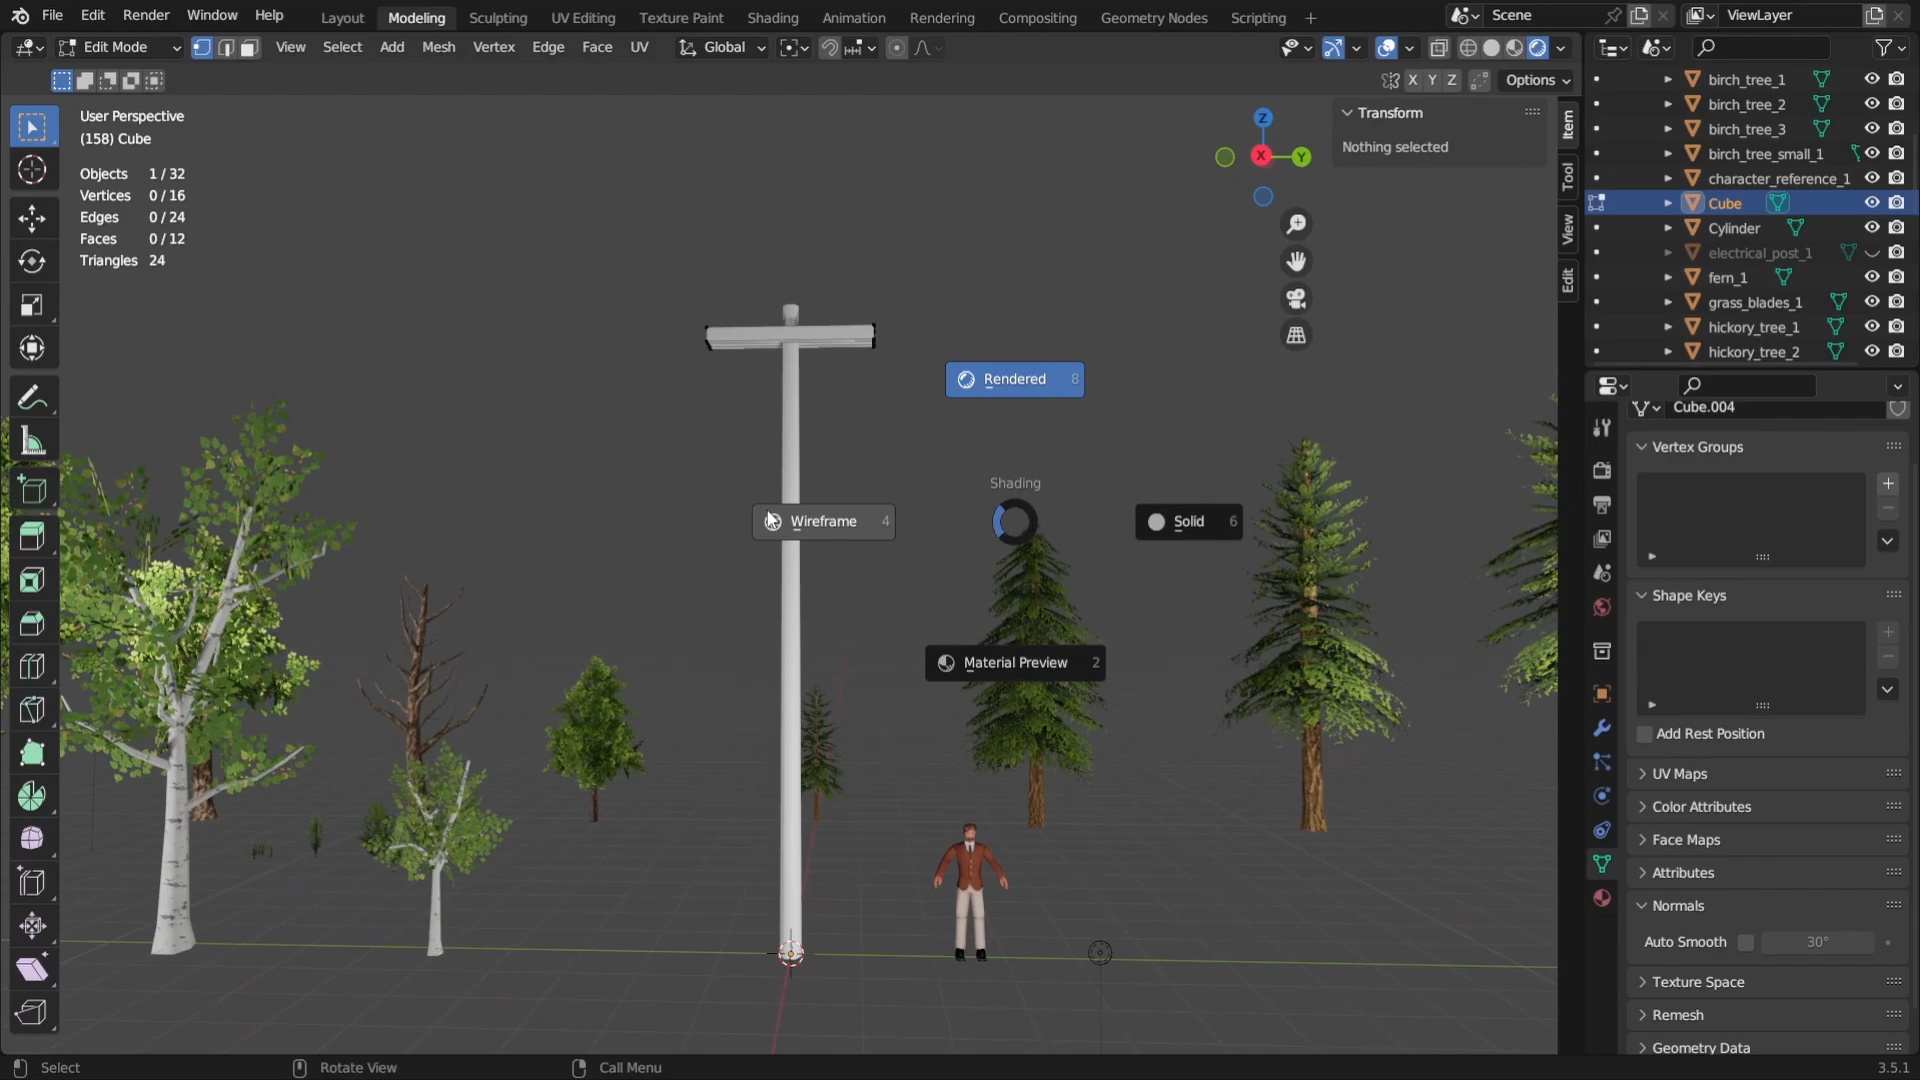 File Edit Render Window Help Layout Modeling Sculpting UV Editing Texture Paint Shading Animation Rendering Compositing Geometry Nodes Scripting + Scene ViewLayer
Edit Mode View Select Add Mesh Vertex Edge Face UV Global
X Y Z Options
User Perspective
(158) Cube
Objects 1 / 32
Vertices 0 / 16
Edges 0 / 24
Faces 0 / 12
Triangles 24
Z
X
Y
Transform
Nothing selected
Item
Tool
View
Edit
Rendered 8
Shading
Wireframe 4
Solid 6
Material Preview 2
birch_tree_1
birch_tree_2
birch_tree_3
birch_tree_small_1
character_reference_1
Cube
Cylinder
electrical_post_1
fern_1
grass_blades_1
hickory_tree_1
hickory_tree_2
Cube.004
Vertex Groups
Shape Keys
Add Rest Position
UV Maps
Color Attributes
Face Maps
Attributes
Normals
Auto Smooth 30°
Texture Space
Remesh
Geometry Data
Select Rotate View Call Menu 3.5.1